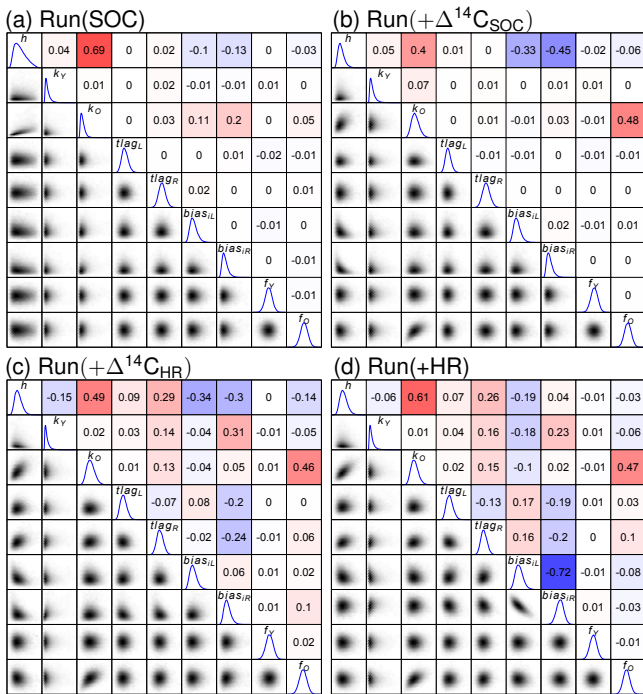 (a) Run(SOC)
h 0.04 0.69 0 0.02 -0.1 -0.13 0 -0.03
k_Y 0.01 0 0.02 -0.01 -0.01 0 0
k_O 0 0.03 0.11 0.2 0 0.05
tlag_L 0 0 0.01 -0.02 -0.01
tlag_R 0.02 0 0 0.01
bias_iL 0 -0.01 0
bias_iR 0 -0.01
f_Y -0.01
f_O
(b) Run(+Δ¹⁴C_SOC)
h 0.05 0.4 0.01 0 -0.33 -0.45 -0.02 -0.06
k_Y 0.07 0 0 0 0.01 0 -0.01
k_O 0 -0.01 -0.01 -0.03 -0.01 0.48
tlag_L -0.01 -0.01 0 -0.01 -0.01
tlag_R 0 0 0 0
bias_iL 0.02 -0.01 0.01
bias_iR -0.01 0
f_Y 0
f_O
(c) Run(+Δ¹⁴C_HR)
h -0.15 0.49 0.09 0.29 -0.34 -0.3 0 -0.14
k_Y 0.02 0.03 0.14 -0.04 0.31 -0.01 -0.05
k_O 0.01 0.13 -0.04 0.05 0.01 0.46
tlag_L -0.07 0.08 -0.2 0 0
tlag_R -0.02 -0.24 -0.01 0.06
bias_iL 0.06 0.01 0.02
bias_iR 0.01 0.1
f_Y 0.02
f_O
(d) Run(+HR)
h -0.06 0.61 0.07 0.26 -0.19 0.04 -0.01 -0.03
k_Y 0.01 0.04 0.16 -0.18 0.23 0 -0.06
k_O 0.02 0.15 -0.1 0.02 -0.01 0.47
tlag_L -0.13 0.17 -0.19 0.01 0.03
tlag_R 0.16 -0.2 0 0.1
bias_iL -0.72 -0.01 -0.08
bias_iR 0.01 -0.03
f_Y -0.01
f_O